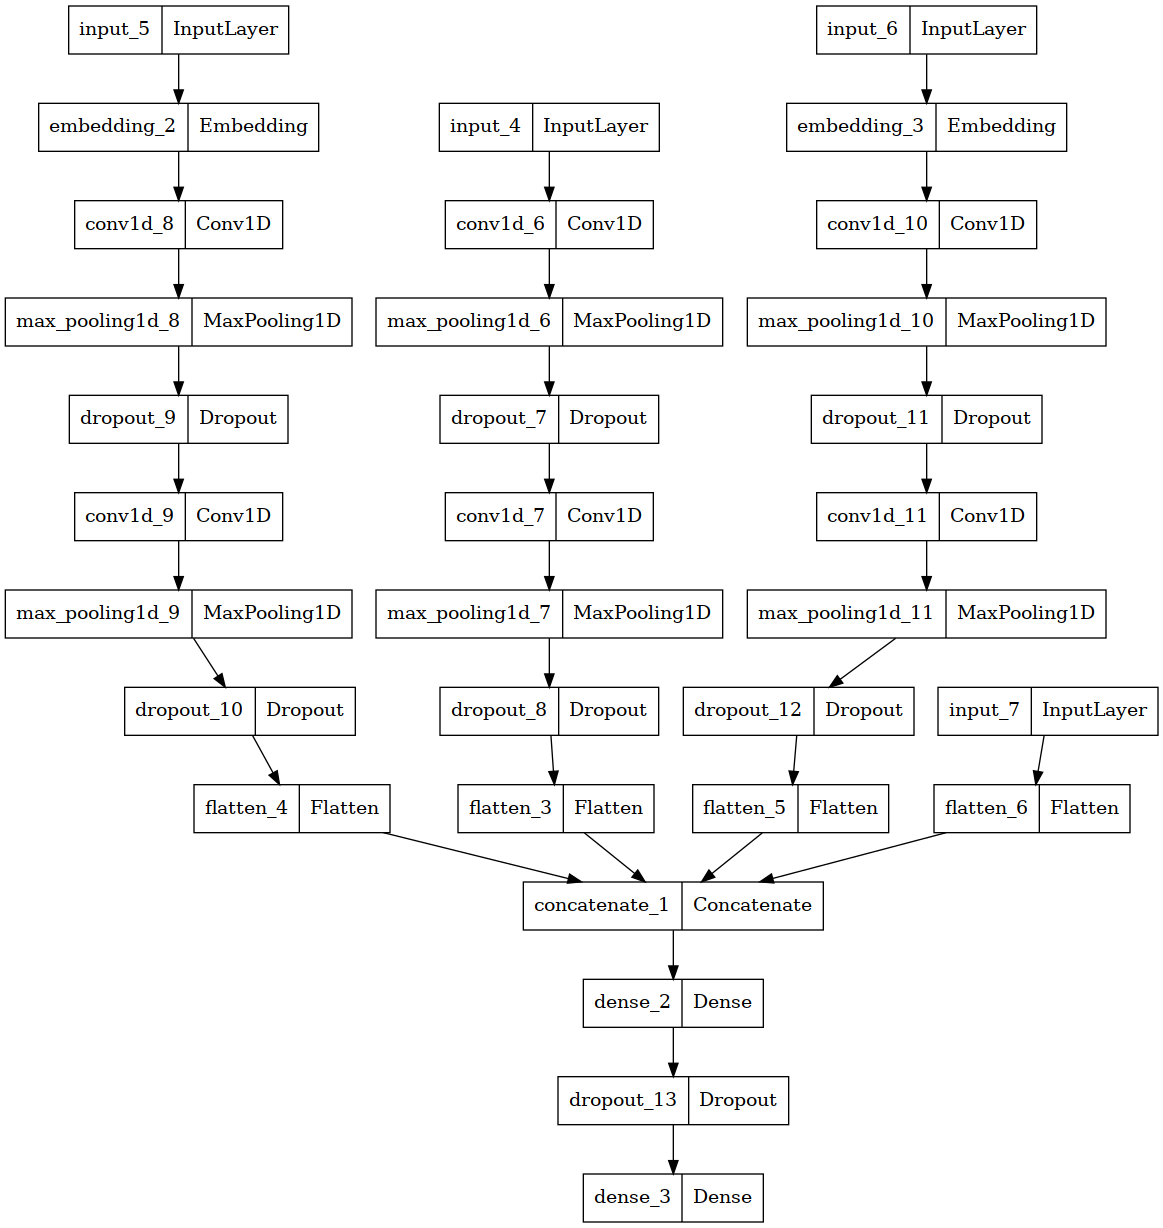 input_5 InputLayer
input_6 InputLayer
embedding_2 Embedding
input_4 InputLayer
embedding_3 Embedding
conv1d_8 Conv1D
conv1d_6 Conv1D
conv1d_10 Conv1D
max_pooling1d_8 MaxPooling1D
max_pooling1d_6 MaxPooling1D
max_pooling1d_10 MaxPooling1D
dropout_9 Dropout
dropout_7 Dropout
dropout_11 Dropout
conv1d_9 Conv1D
conv1d_7 Conv1D
conv1d_11 Conv1D
max_pooling1d_9 MaxPooling1D
max_pooling1d_7 MaxPooling1D
max_pooling1d_11 MaxPooling1D
dropout_10 Dropout
dropout_8 Dropout
dropout_12 Dropout
input_7 InputLayer
flatten_4 Flatten
flatten_3 Flatten
flatten_5 Flatten
flatten_6 Flatten
concatenate_1 Concatenate
dense_2 Dense
dropout_13 Dropout
dense_3 Dense